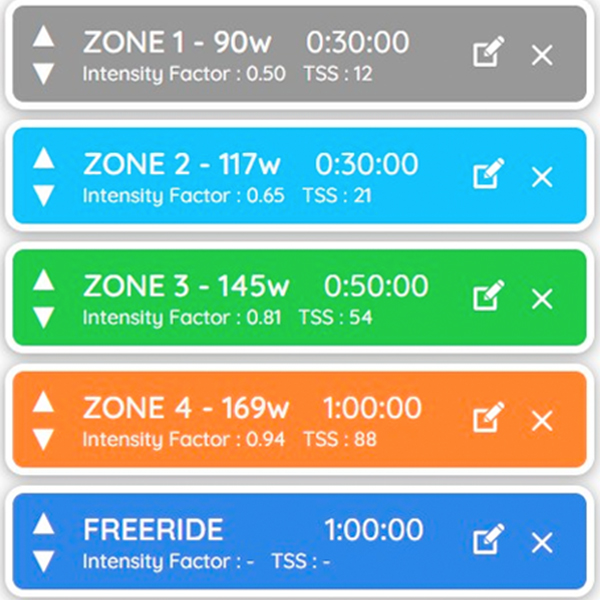 ZONE 1 - 90w 0:30:00
Intensity Factor : 0.50 TSS : 12
ZONE 2 - 117w 0:30:00
Intensity Factor : 0.65 TSS : 21
ZONE 3 - 145w 0:50:00
Intensity Factor : 0.81 TSS : 54
ZONE 4 - 169w 1:00:00
Intensity Factor : 0.94 TSS : 88
FREERIDE 1:00:00
Intensity Factor : - TSS : -